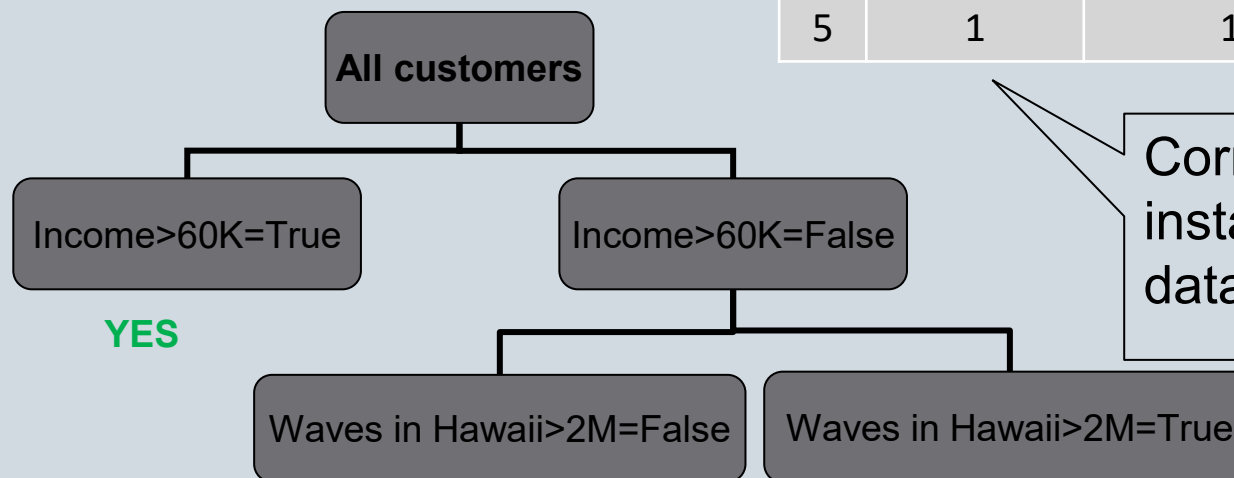 5 1 1
All customers
Income>60K=True
Income>60K=False
YES
Waves in Hawaii>2M=False
Waves in Hawaii>2M=True
data